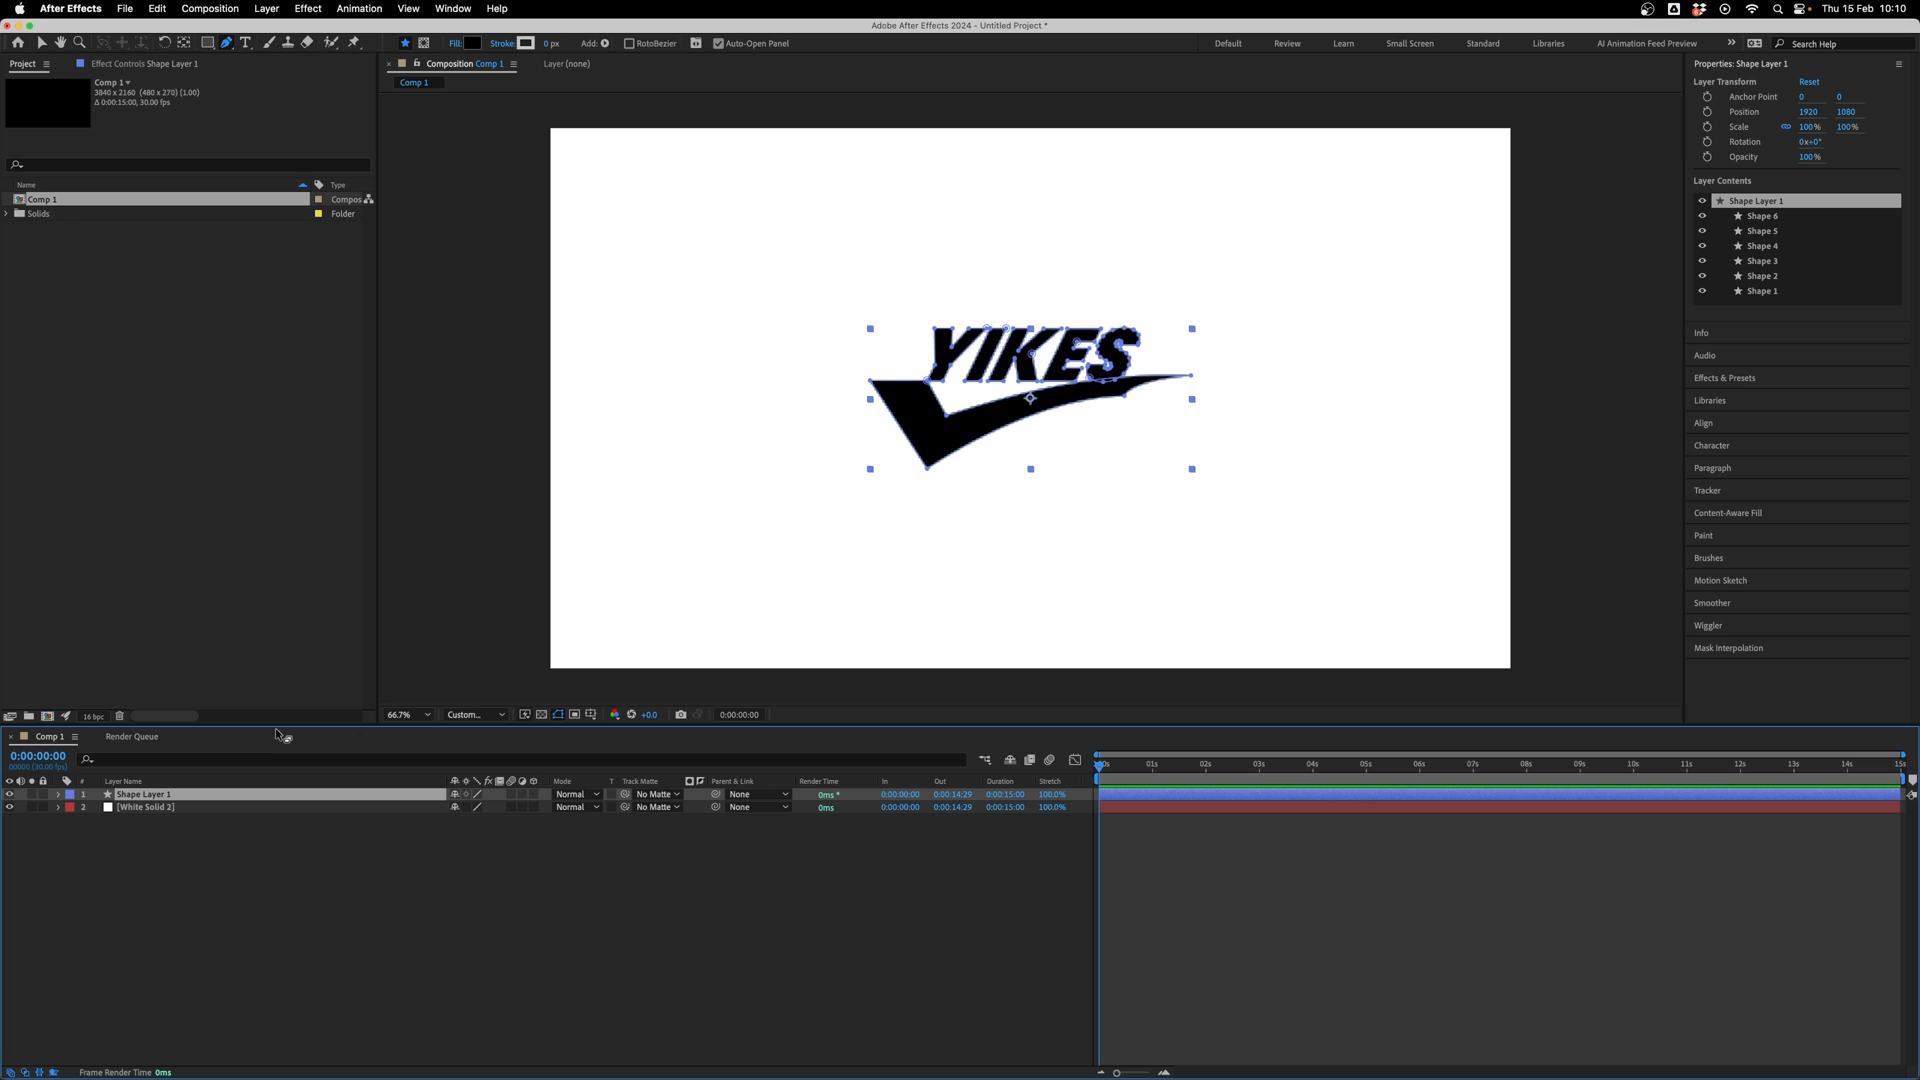 After Effects File Edit Composition Layer Effect Animation View Window Help Thu 15 Feb 10:10
Adobe After Effects 2024 - Untitled Project *
Fill: Stroke: 0 px Add: RotoBezier Auto-Open Panel Default Review Learn Small Screen Standard Libraries AI Animation Feed Preview Search Help
Project Effect Controls Shape Layer 1 Composition Comp 1 Layer (none) Properties: Shape Layer 1
Comp 1
3840 x 2160 (480 x 270) (1.00)
Δ 0:00:15:00, 30.00 fps
Comp 1
Layer Transform Reset
Anchor Point 0 0
Position 1920 1080
Scale 100% 100%
Rotation 0x+0°
Opacity 100%
Name Type
Comp 1 Compos
Solids Folder
Layer Contents
Shape Layer 1
Shape 6
Shape 5
Shape 4
Shape 3
Shape 2
Shape 1
YIKES
Info
Audio
Effects & Presets
Libraries
Align
Character
Paragraph
Tracker
Content-Aware Fill
Paint
Brushes
Motion Sketch
Smoother
Wiggler
Mask Interpolation
16 bpc
66.7% Custom... +0.0 0:00:00:00
Comp 1 Render Queue
0:00:00:00
00000 (30.00 fps)
01s 02s 03s 04s 05s 06s 07s 08s 09s 10s 11s 12s 13s 14s 15s
# Layer Name fx Mode T Track Matte Parent & Link Render Time In Out Duration Stretch
1 Shape Layer 1 Normal No Matte None 0ms * 0:00:00:00 0:00:14:29 0:00:15:00 100.0%
2 [White Solid 2] Normal No Matte None 0ms 0:00:00:00 0:00:14:29 0:00:15:00 100.0%
Frame Render Time 0ms